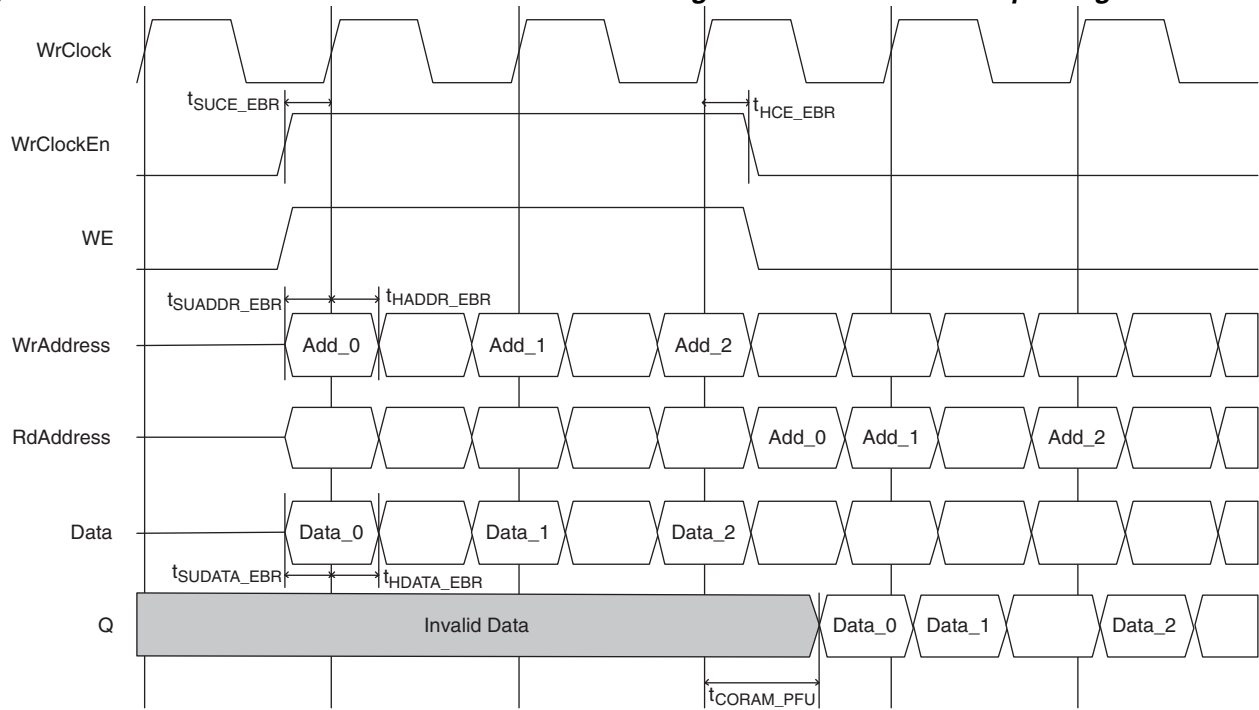 WrClock
tSUCE_EBR
tHCE_EBR
WrClockEn
WE
tSUADDR_EBR tHADDR_EBR
WrAddress Add_0 Add_1 Add_2
RdAddress Add_0 Add_1 Add_2
Data Data_0 Data_1 Data_2
tSUDATA_EBR tHDATA_EBR
Q Invalid Data Data_0 Data_1 Data_2
tCORAM_PFU